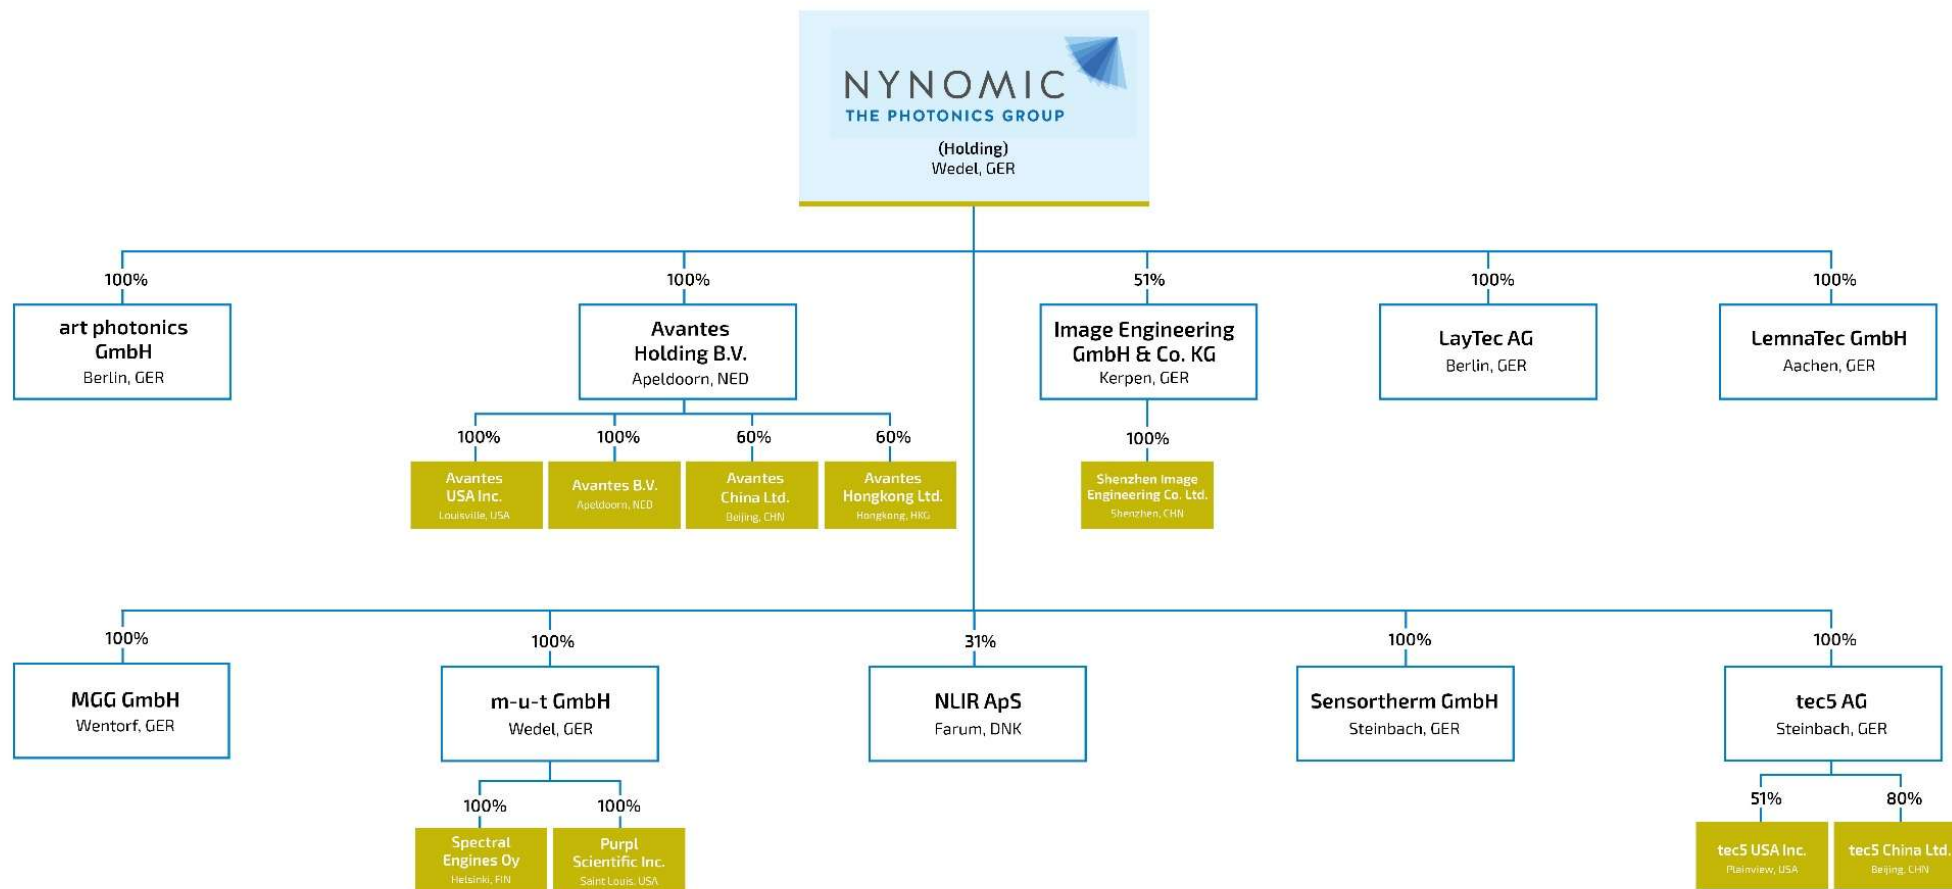 NYNOMIC
THE PHOTONICS GROUP
(Holding)
Wedel, GER
100%
100%
51%
100%
100%
art photonics
GmbH
Berlin, GER
Avantes
Holding B.V.
Apeldoorn, NED
Image Engineering
GmbH & Co. KG
Kerpen, GER
LayTec AG
Berlin, GER
LemnaTec GmbH
Aachen, GER
100%
100%
60%
60%
100%
Avantes
USA Inc.
Louisville, USA
Avantes B.V.
Apeldoorn, NED
Avantes
China Ltd.
Beijing, CHN
Avantes
Hongkong Ltd.
Hongkong, HKG
Shenzhen Image
Engineering Co. Ltd.
Shenzhen, CHN
100%
100%
31%
100%
100%
MGG GmbH
Wentorf, GER
m-u-t GmbH
Wedel, GER
NLIR ApS
Farum, DNK
Sensortherm GmbH
Steinbach, GER
tec5 AG
Steinbach, GER
100%
100%
51%
80%
Spectral
Engines Oy
Helsinki, FIN
Purpl
Scientific Inc.
Saint Louis, USA
tec5 USA Inc.
Plainview, USA
tec5 China Ltd.
Beijing, CHN